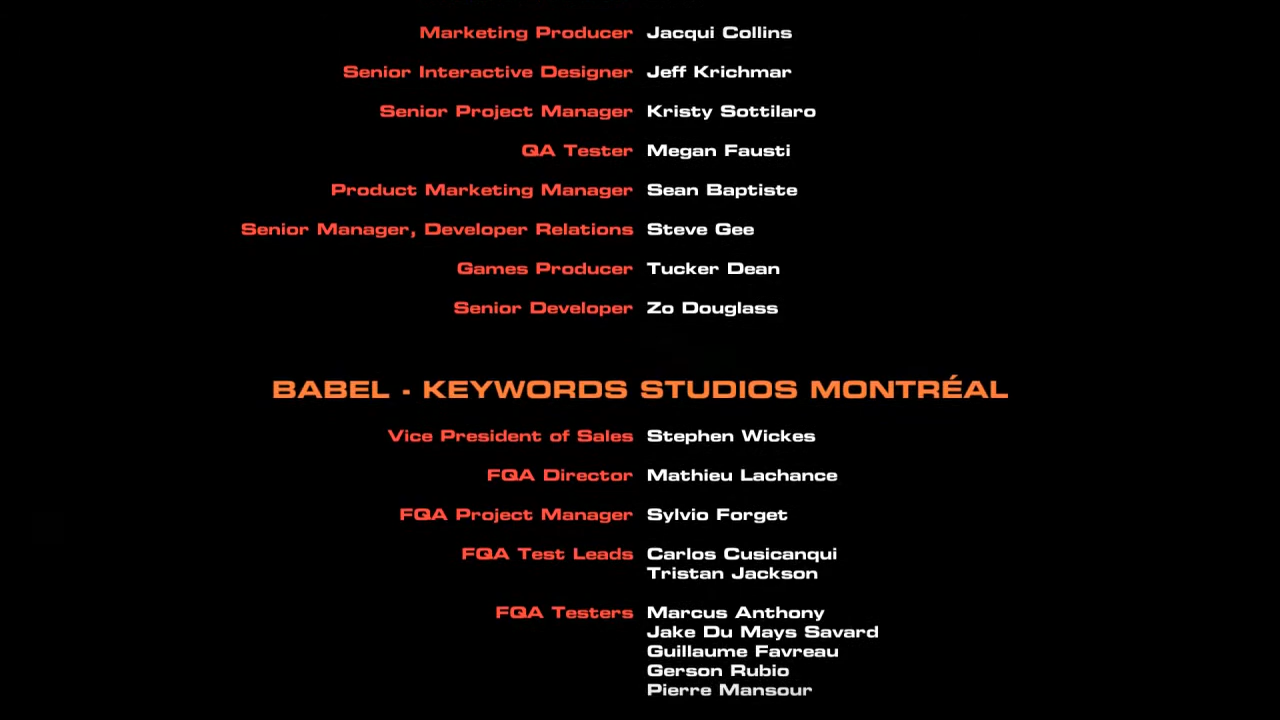 Marketing Producer Jacqui Collins
Senior Interactive Designer Jeff Krichmar
Senior Project Manager Kristy Sottilaro
QA Tester Megan Fausti
Product Marketing Manager Sean Baptiste
Senior Manager, Developer Relations Steve Gee
Games Producer Tucker Dean
Senior Developer Zo Douglass
BABEL - KEYWORDS STUDIOS MONTRÉAL
Vice President of Sales Stephen Wickes
FQA Director Mathieu Lachance
FQA Project Manager Sylvio Forget
FQA Test Leads Carlos Cusicanqui
Tristan Jackson
FQA Testers Marcus Anthony
Jake Du Mays Savard
Guillaume Favreau
Gerson Rubio
Pierre Mansour